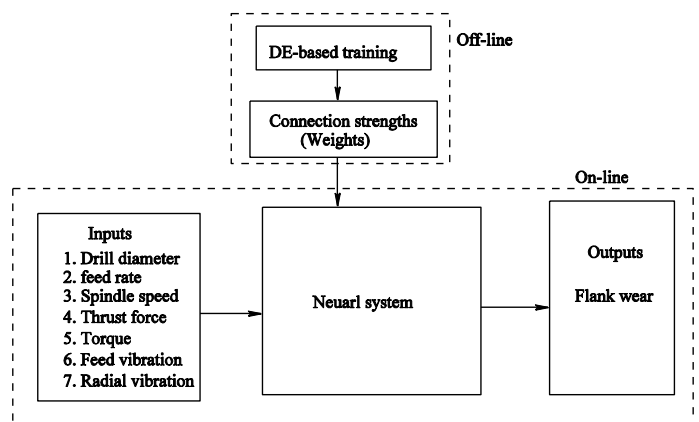 DE-based training
Off-line
Connection strengths
(Weights)
On-line
Inputs
1. Drill diameter
2. feed rate
3. Spindle speed
4. Thrust force
5. Torque
6. Feed vibration
7. Radial vibration
Neuarl system
Outputs
Flank wear